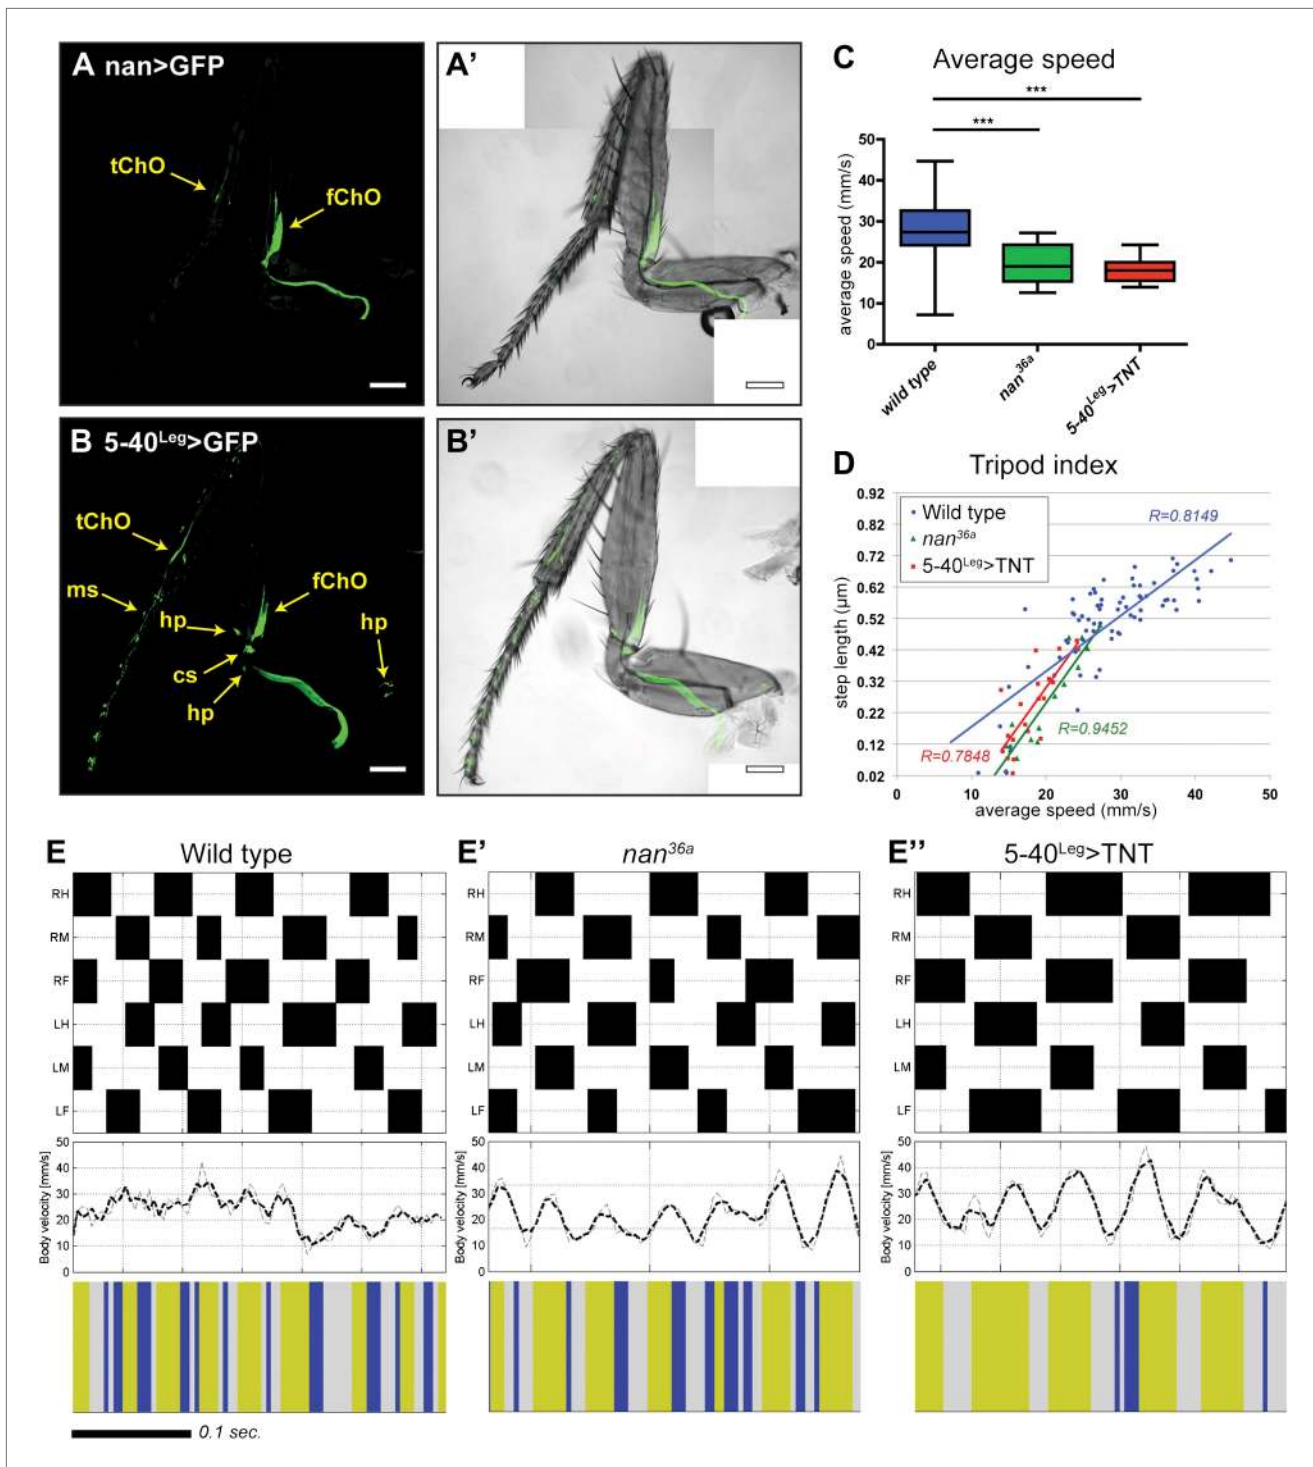 A nan>GFP
tChO
fChO
A'
C Average speed
***
***
average speed (mm/s)
50
40
30
20
10
0
wild type
nan36a
5-40Leg>TNT
B 5-40Leg>GFP
tChO
ms
hp
cs
hp
fChO
hp
B'
D Tripod index
step length (µm)
0.92
0.82
0.72
0.62
0.52
0.42
0.32
0.22
0.12
0.02
Wild type
nan36a
5-40Leg>TNT
R=0.8149
R=0.9452
R=0.7848
0 10 20 30 40 50
average speed (mm/s)
E Wild type
RH
RM
RF
LH
LM
LF
Body velocity [mm/s]
50
40
30
20
10
0
0.1 sec.
E' nan36a
RH
RM
RF
LH
LM
LF
Body velocity [mm/s]
50
40
30
20
10
0
E" 5-40Leg>TNT
RH
RM
RF
LH
LM
LF
Body velocity [mm/s]
50
40
30
20
10
0